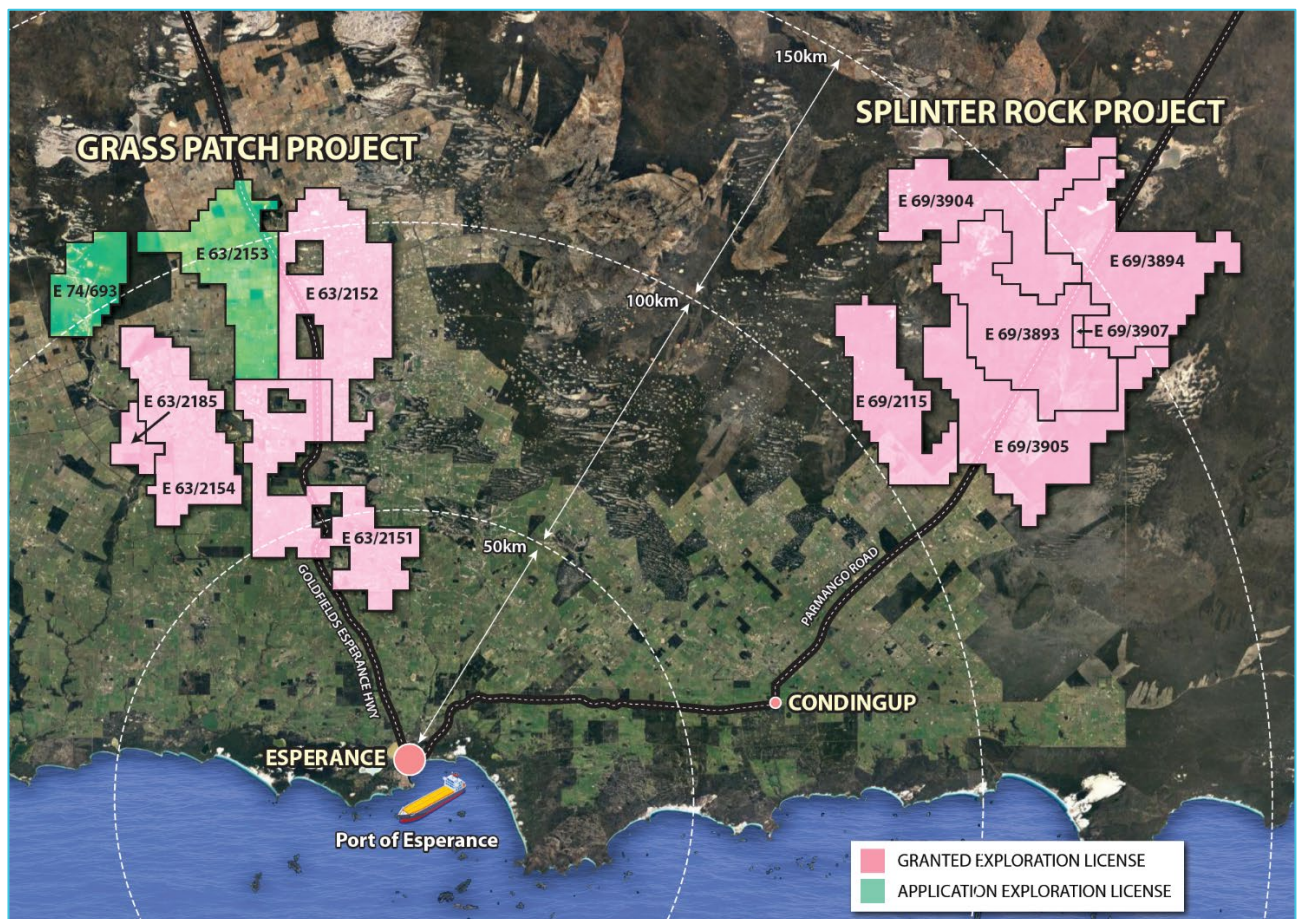 150km
SPLINTER ROCK PROJECT
GRASS PATCH PROJECT
E 69/3904
E 63/2153
E 69/3894
E 74/693
E 63/2152
100km
E 69/3893
E 69/3907
E 63/2185
E 69/2115
E 69/3905
E 63/2154
E 63/2151
50km
GOLDFIELDS ESPERANCE HWY
PARMANGO ROAD
CONDINGUP
ESPERANCE
Port of Esperance
GRANTED EXPLORATION LICENSE
APPLICATION EXPLORATION LICENSE